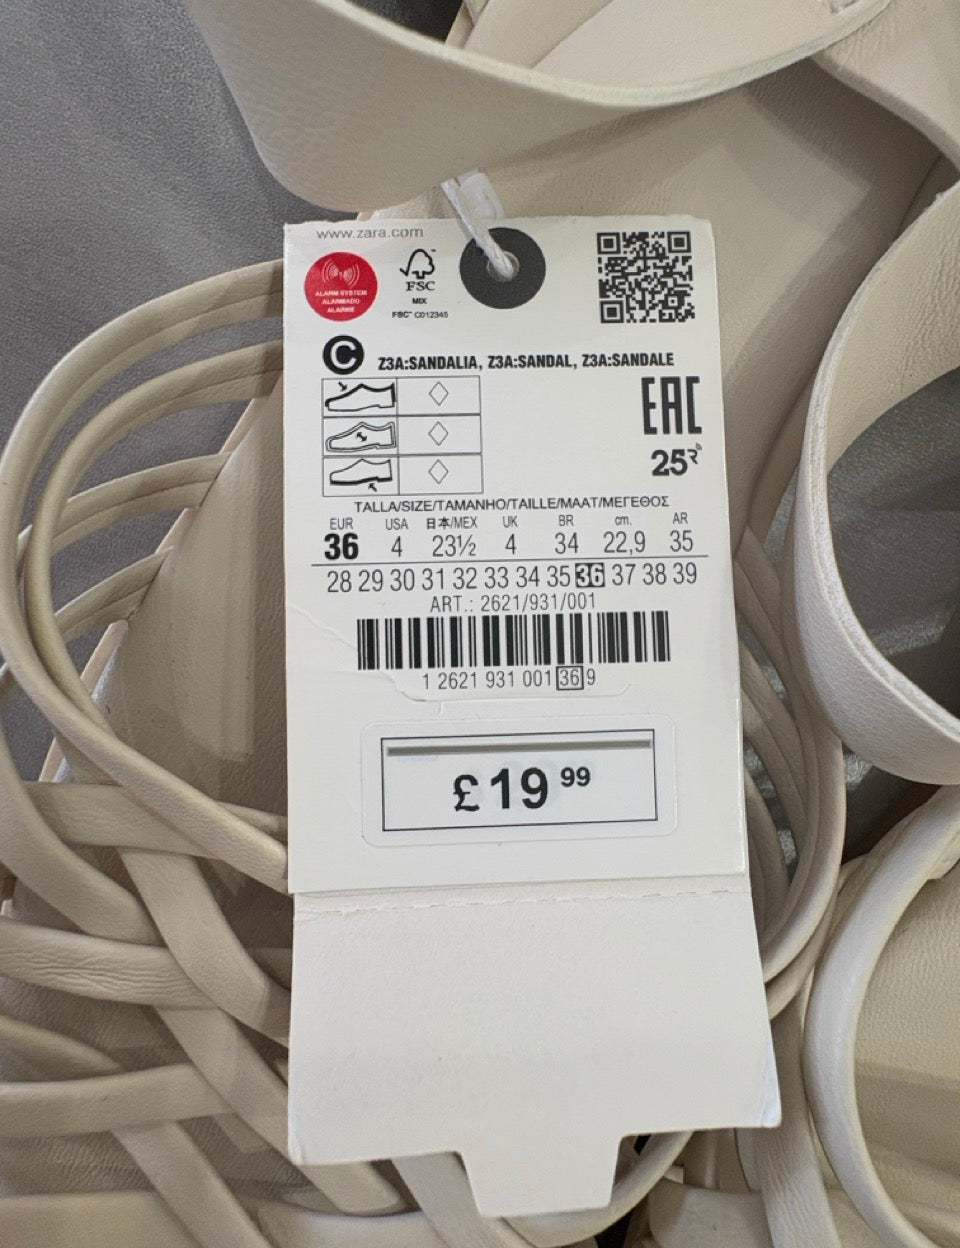 www.zara.com
ALARM SYSTEM
ALARMADO
ALARME
FSC
MIX
FSC™ C012345
C Z3A:SANDALIA, Z3A:SANDAL, Z3A:SANDALE
EAC
25
TALLA/SIZE/TAMANHO/TAILLE/MAAT/ΜΕΓΕΘΟΣ
EUR USA 日本/MEX UK BR cm. AR
36 4 23½ 4 34 22,9 35
28 29 30 31 32 33 34 35 36 37 38 39
ART.: 2621/931/001
1 2621 931 001 36 9
£19 99